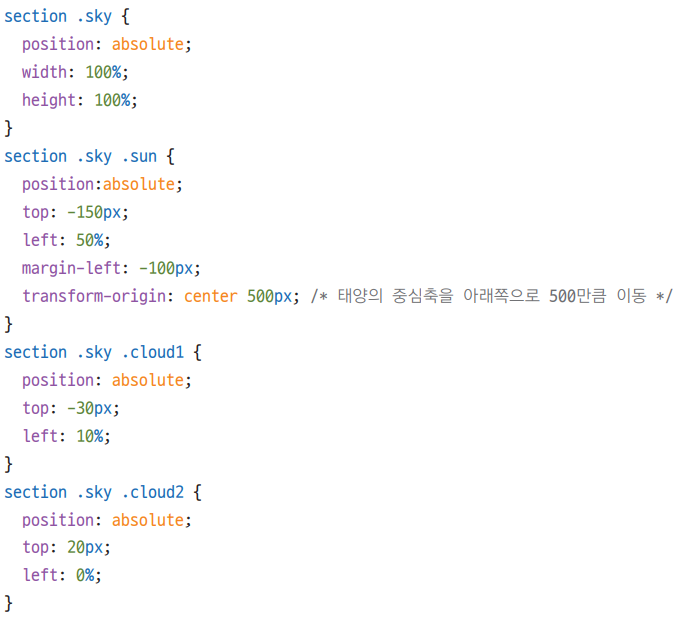 section .sky {
  position: absolute;
  width: 100%;
  height: 100%;
}
section .sky .sun {
  position:absolute;
  top: -150px;
  left: 50%;
  margin-left: -100px;
  transform-origin: center 500px; /* 태양의 중심축을 아래쪽으로 500만큼 이동 */
}
section .sky .cloud1 {
  position: absolute;
  top: -30px;
  left: 10%;
}
section .sky .cloud2 {
  position: absolute;
  top: 20px;
  left: 0%;
}